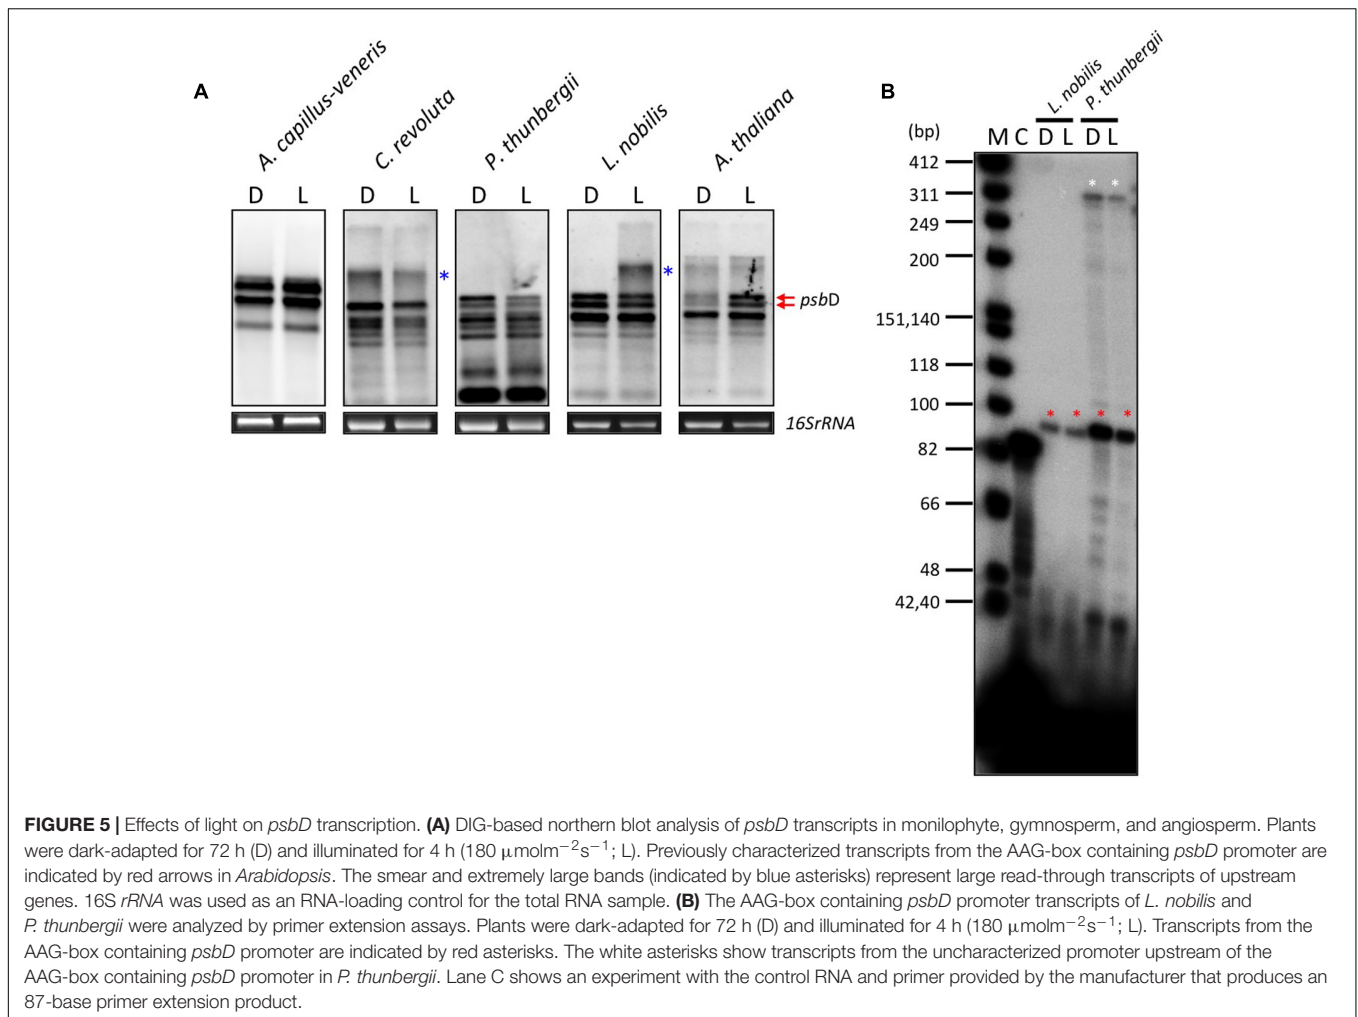 A
A. capillus-veneris
C. revoluta
P. thunbergii
L. nobilis
A. thaliana
D L D L D L D L D L
*
*
psbD
16SrRNA
B
L. nobilis
P. thunbergii
(bp)
M C D L D L
412
311
249
200
151,140
118
100
82
66
48
42,40
* *
* * * *
FIGURE 5 | Effects of light on psbD transcription. (A) DIG-based northern blot analysis of psbD transcripts in monilophyte, gymnosperm, and angiosperm. Plants
were dark-adapted for 72 h (D) and illuminated for 4 h (180 μmolm−2s−1; L). Previously characterized transcripts from the AAG-box containing psbD promoter are
indicated by red arrows in Arabidopsis. The smear and extremely large bands (indicated by blue asterisks) represent large read-through transcripts of upstream
genes. 16S rRNA was used as an RNA-loading control for the total RNA sample. (B) The AAG-box containing psbD promoter transcripts of L. nobilis and
P. thunbergii were analyzed by primer extension assays. Plants were dark-adapted for 72 h (D) and illuminated for 4 h (180 μmolm−2s−1; L). Transcripts from the
AAG-box containing psbD promoter are indicated by red asterisks. The white asterisks show transcripts from the uncharacterized promoter upstream of the
AAG-box containing psbD promoter in P. thunbergii. Lane C shows an experiment with the control RNA and primer provided by the manufacturer that produces an
87-base primer extension product.